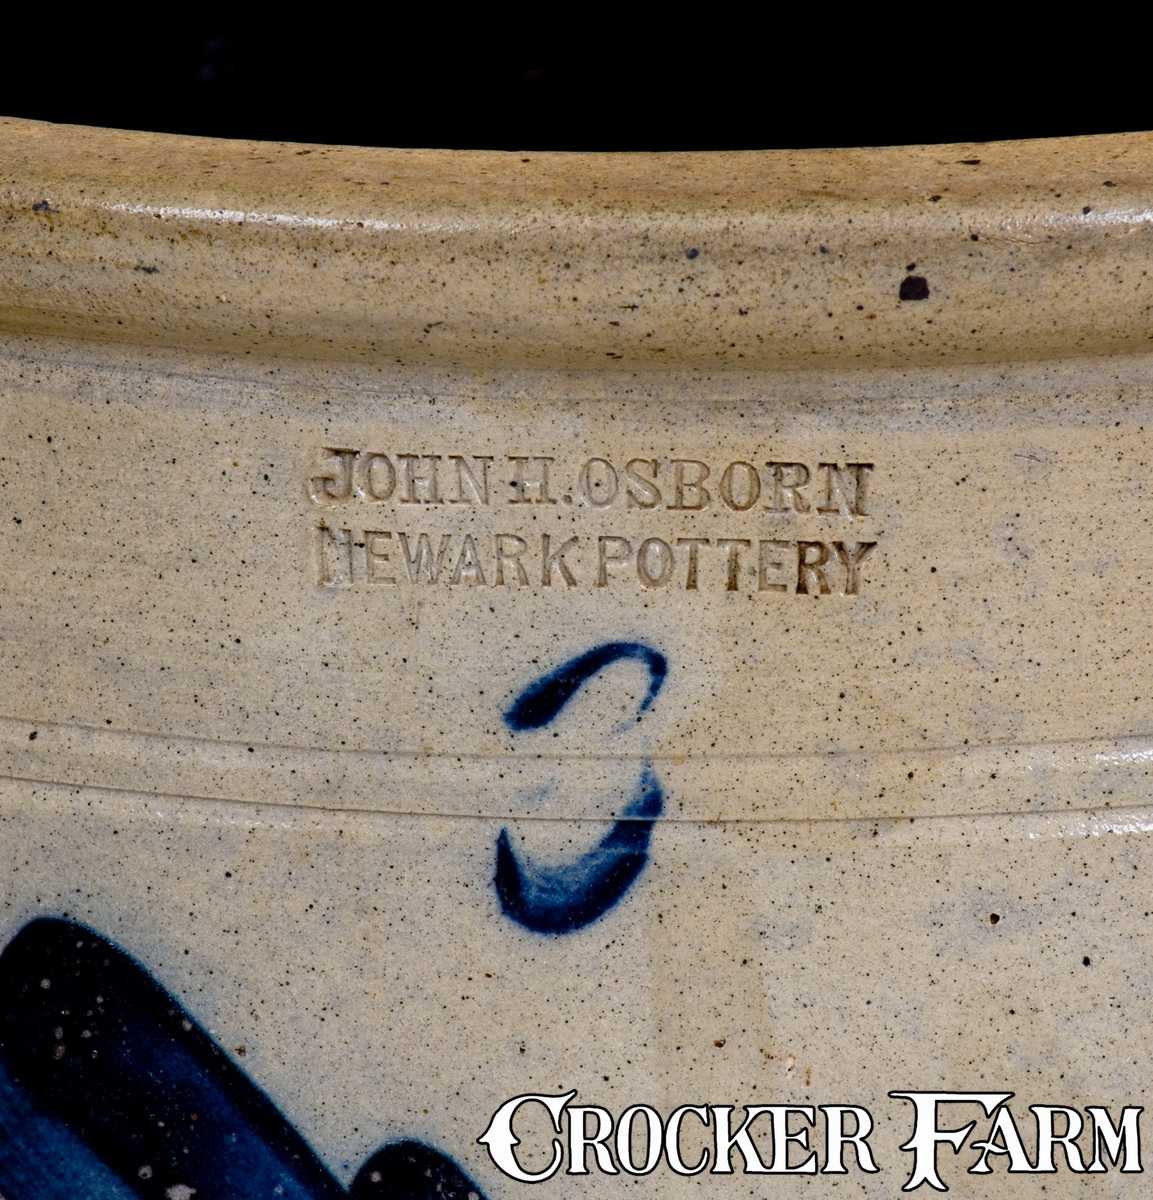 JOHN H. OSBORN
NEWARK POTTERY
3
CROCKER FARM